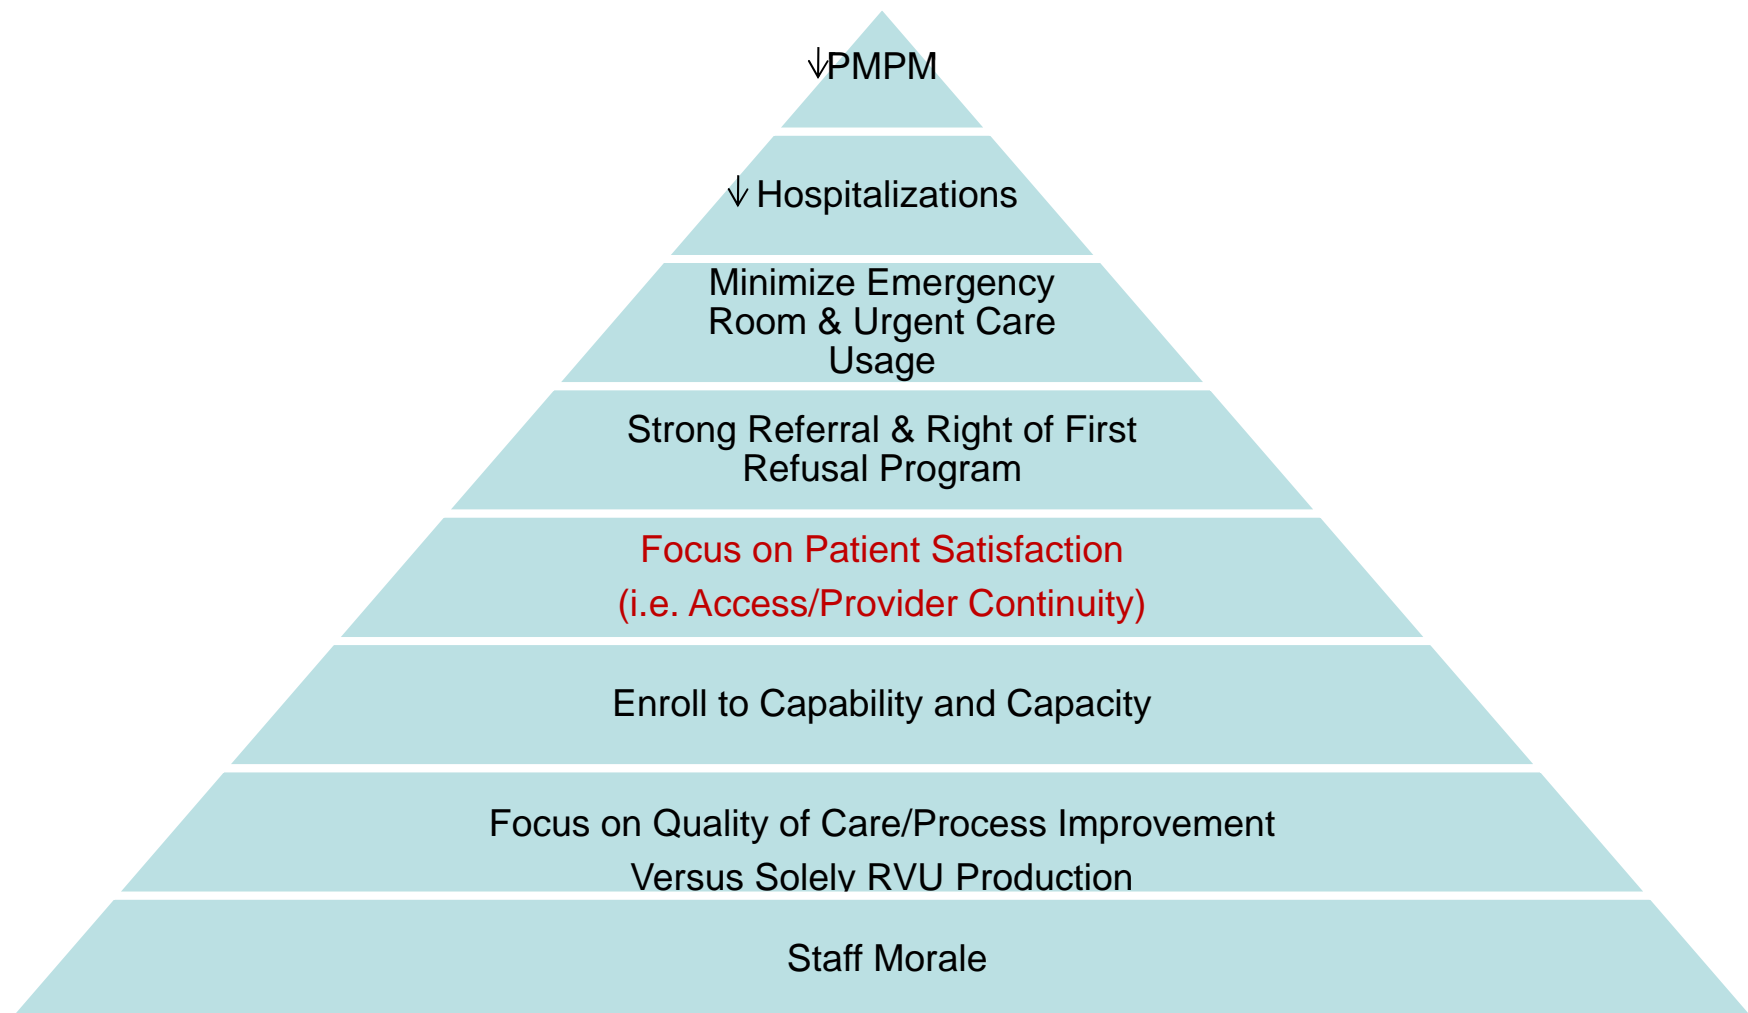 ↓PMPM
↓ Hospitalizations
Minimize Emergency
Room & Urgent Care
Usage
Strong Referral & Right of First
Refusal Program
Focus on Patient Satisfaction
(i.e. Access/Provider Continuity)
Enroll to Capability and Capacity
Focus on Quality of Care/Process Improvement
Versus Solely RVU Production
Staff Morale